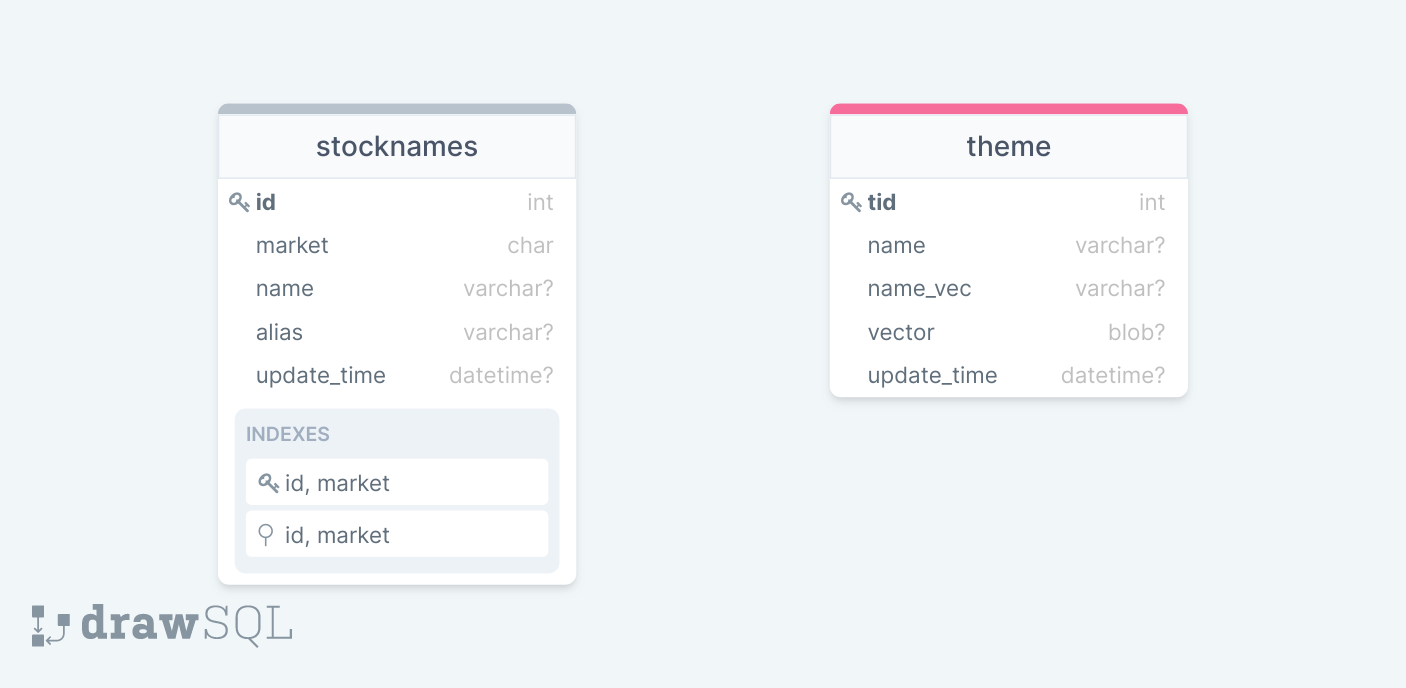 stocknames
id int
market char
name varchar?
alias varchar?
update_time datetime?
INDEXES
id, market
id, market
theme
tid int
name varchar?
name_vec varchar?
vector blob?
update_time datetime?
drawSQL